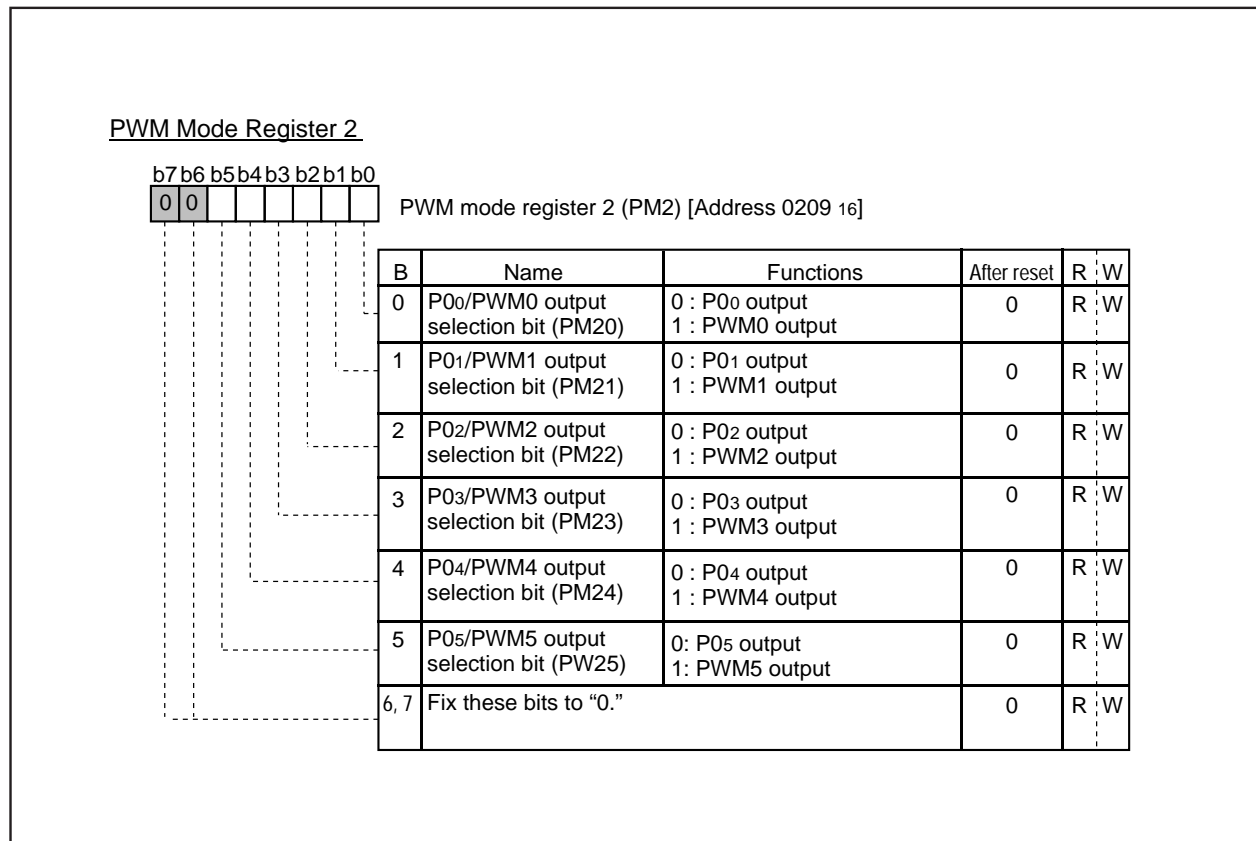 PWM Mode Register 2
b7 b6 b5 b4 b3 b2 b1 b0
0 0
PWM mode register 2 (PM2) [Address 0209 16]
B Name Functions After reset R W
0 P00/PWM0 output selection bit (PM20) 0 : P00 output 1 : PWM0 output 0 R W
1 P01/PWM1 output selection bit (PM21) 0 : P01 output 1 : PWM1 output 0 R W
2 P02/PWM2 output selection bit (PM22) 0 : P02 output 1 : PWM2 output 0 R W
3 P03/PWM3 output selection bit (PM23) 0 : P03 output 1 : PWM3 output 0 R W
4 P04/PWM4 output selection bit (PM24) 0 : P04 output 1 : PWM4 output 0 R W
5 P05/PWM5 output selection bit (PW25) 0: P05 output 1: PWM5 output 0 R W
6, 7 Fix these bits to “0.” 0 R W